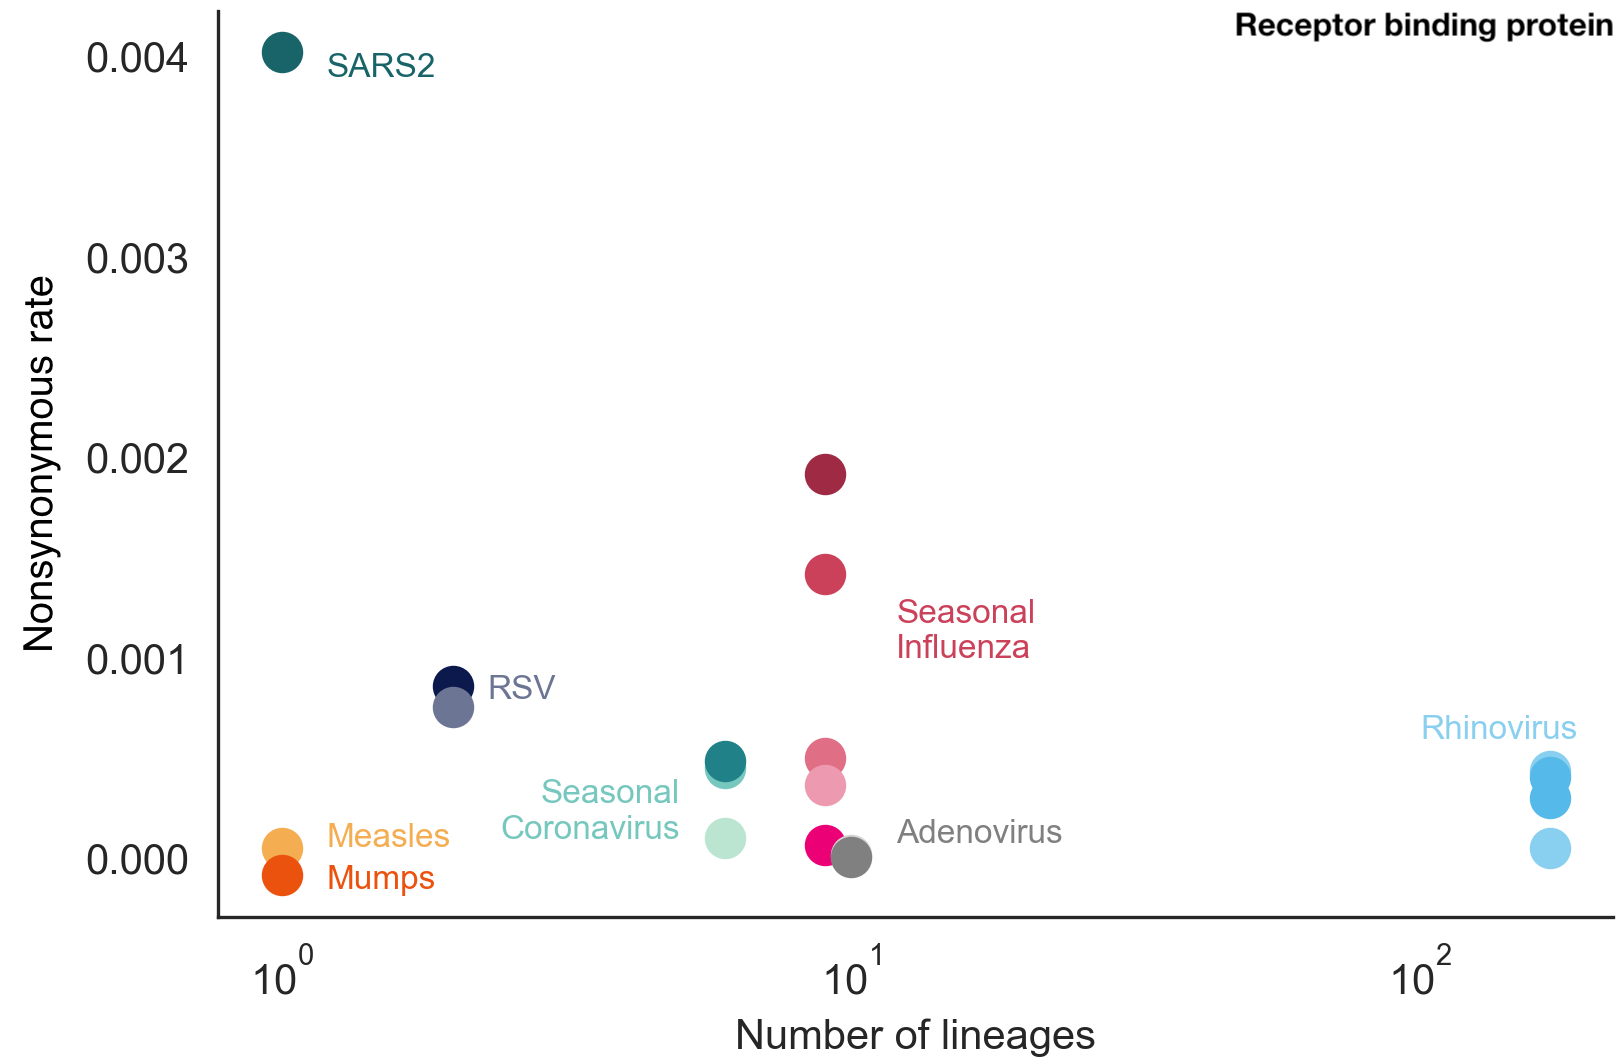 Receptor binding protein
0.004
0.003
0.002
0.001
0.000
Nonsynonymous rate
SARS2
Seasonal
Influenza
RSV
Rhinovirus
Seasonal
Coronavirus
Adenovirus
Measles
Mumps
10^0
10^1
10^2
Number of lineages